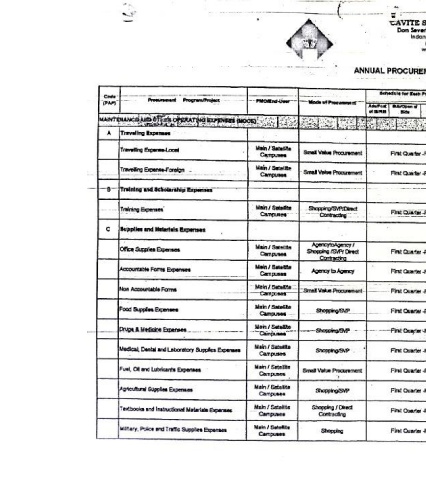 CAVITE S
Don Sever
Indan
ANNUAL PROCUREM
Code (PAP)
Procurement Program/Project
PMO/End-User
Mode of Procurement
Schedule for Each P
Ads/Post of IB/REI
Sub/Open of Bids
MAINTENANCE AND OTHER OPERATING EXPENSES (MOOE)
A Traveling Expenses
Travelling Expense-Local Main / Satellite Campuses Small Value Procurement First Quarter -F
Travelling Expense-Foreign Main / Satellite Campuses Small Value Procurement First Quarter -F
B Training and Scholarship Expenses
Training Expenses Main / Satellite Campuses Shopping/SVP/Direct Contracting First Quarter -F
C Supplies and Materials Expenses
Office Supplies Expenses Main / Satellite Campuses AgencytoAgency / Shopping /SVP/ Direct Contracting First Quarter -F
Accountable Forms Expenses Main / Satellite Campuses Agency to Agency First Quarter -F
Non Accountable Forms Main / Satellite Campuses Small Value Procurement First Quarter -F
Food Supplies Expenses Main / Satellite Campuses Shopping/SVP First Quarter -F
Drugs & Medicine Expenses Main / Satellite Campuses Shopping/SVP First Quarter -F
Medical, Dental and Laboratory Supplies Expenses Main / Satellite Campuses Shopping/SVP First Quarter -F
Fuel, Oil and Lubricants Expenses Main / Satellite Campuses Small Value Procurement First Quarter -F
Agricultural Supplies Expenses Main / Satellite Campuses Shopping/SVP First Quarter -F
Textbooks and Instructional Materials Expenses Main / Satellite Campuses Shopping / Direct Contracting First Quarter -F
Military, Police and Traffic Supplies Expenses Main / Satellite Campuses Shopping First Quarter -F